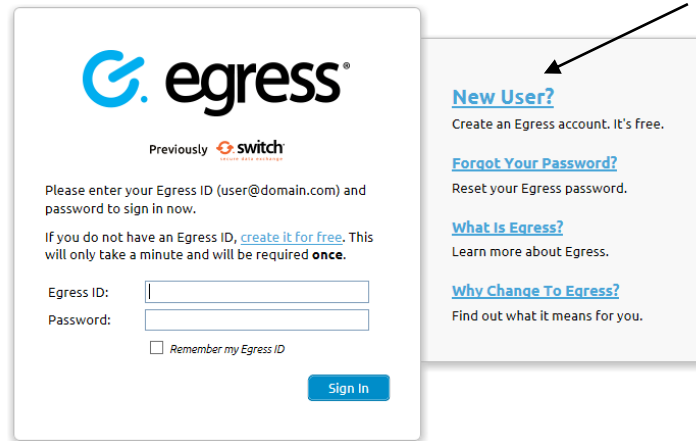 egress®
Previously switch
secure data exchange
Please enter your Egress ID (user@domain.com) and
password to sign in now.
If you do not have an Egress ID, create it for free. This
will only take a minute and will be required once.
Egress ID:
Password:
Remember my Egress ID
Sign In
New User?
Create an Egress account. It's free.
Forgot Your Password?
Reset your Egress password.
What Is Egress?
Learn more about Egress.
Why Change To Egress?
Find out what it means for you.